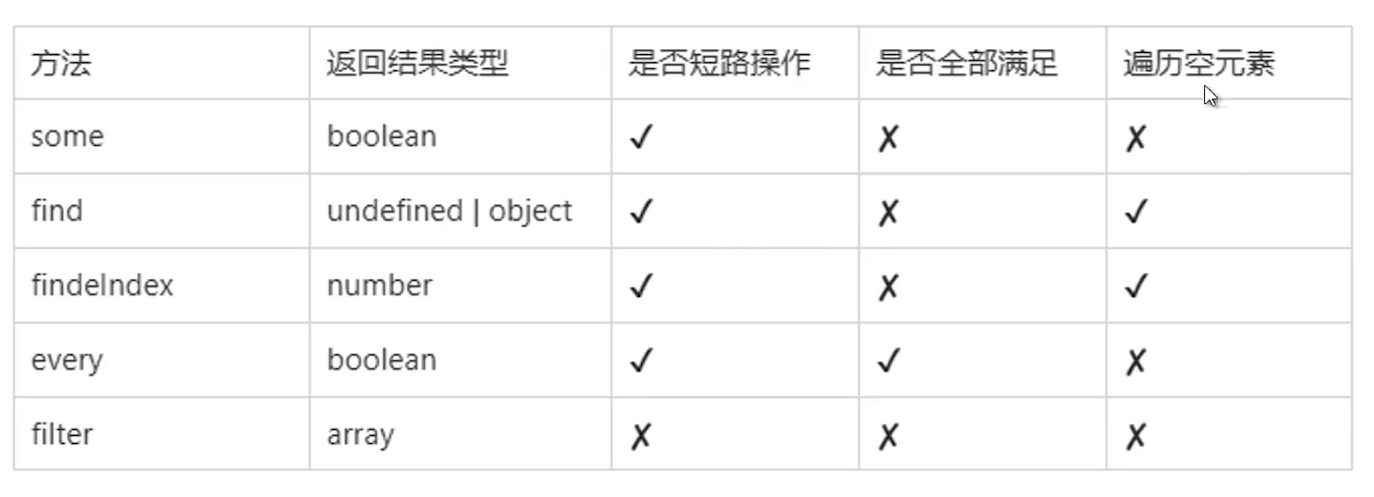 方法 返回结果类型 是否短路操作 是否全部满足 遍历空元素
some boolean ✓ ✗ ✗
find undefined | object ✓ ✗ ✓
findeIndex number ✓ ✗ ✓
every boolean ✓ ✓ ✗
filter array ✗ ✗ ✗